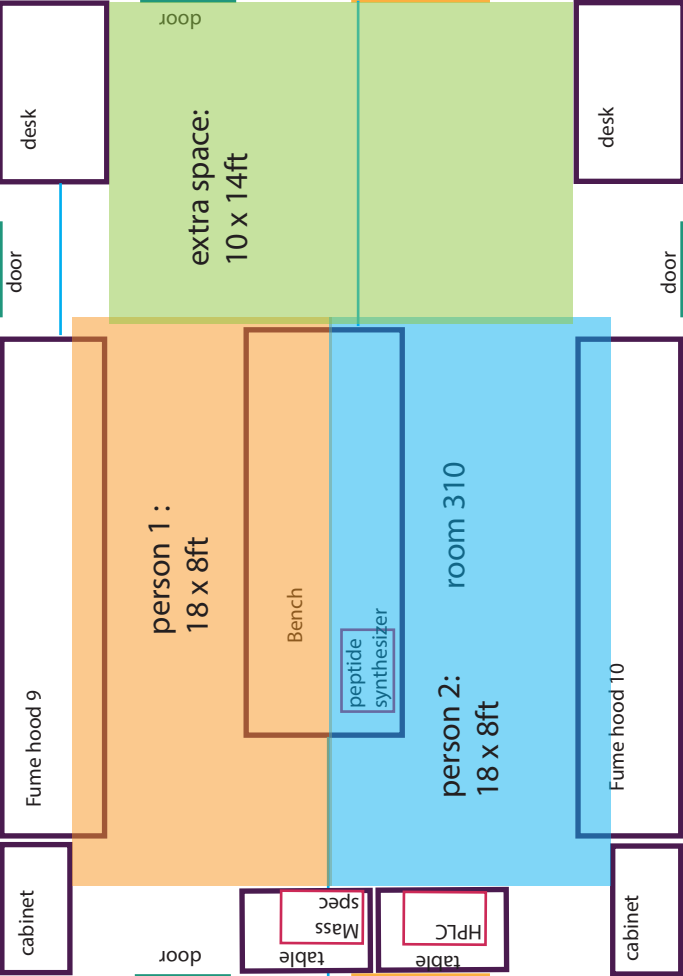 door
desk
extra space:
10 x 14ft
desk
door
door
person 1 :
18 x 8ft
room 310
Bench
peptide
synthesizer
person 2:
18 x 8ft
Fume hood 9
Fume hood 10
cabinet
Mass
spec
table
HPLC
table
cabinet
door